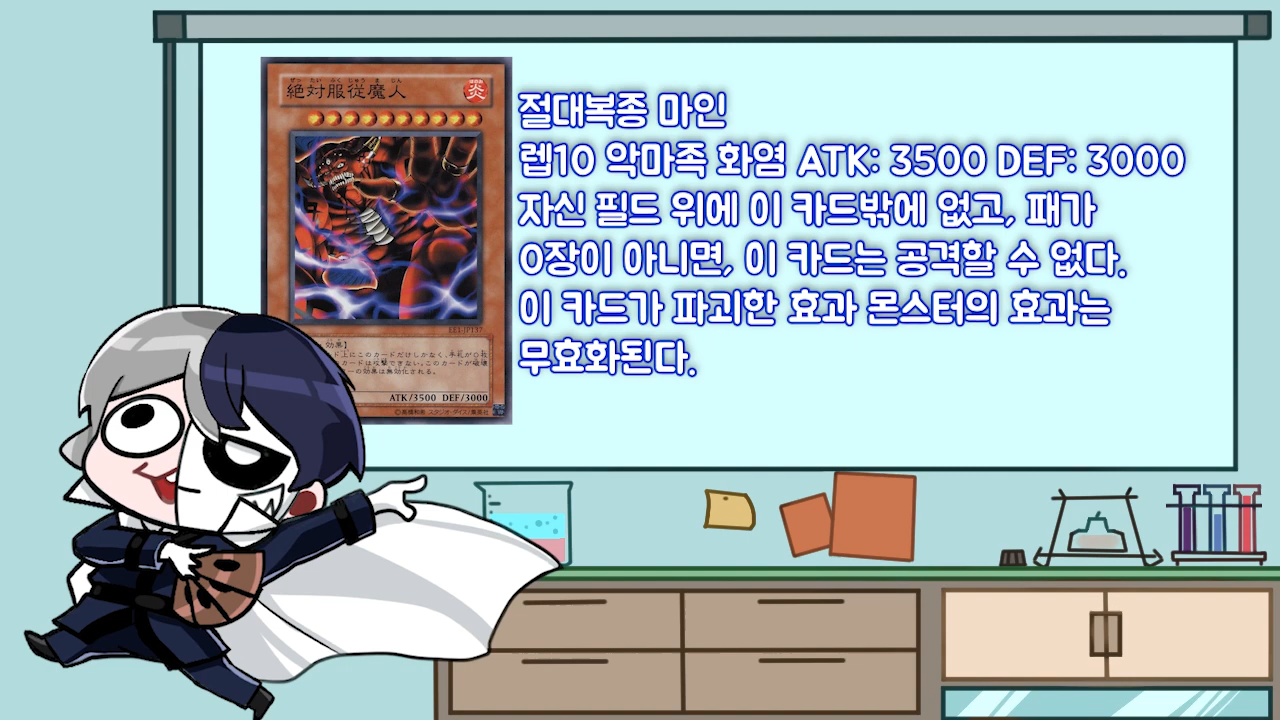 絶対服従魔人
炎
EE1-JP137
効果】
ATK/3500 DEF/3000
절대복종 마인
렙10 악마족 화염 ATK: 3500 DEF: 3000
자신 필드 위에 이 카드밖에 없고, 패가
0장이 아니면, 이 카드는 공격할 수 없다.
이 카드가 파괴한 효과 몬스터의 효과는
무효화된다.